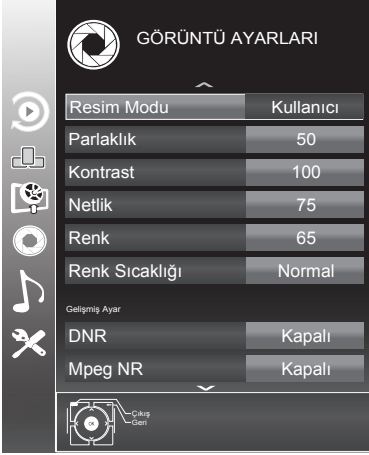 GÖRÜNTÜ AYARLARI
Resim Modu Kullanıcı
Parlaklık 50
Kontrast 100
Netlik 75
Renk 65
Renk Sıcaklığı Normal
Gelişmiş Ayar
DNR Kapalı
Mpeg NR Kapalı
Çıkış
Geri
OK